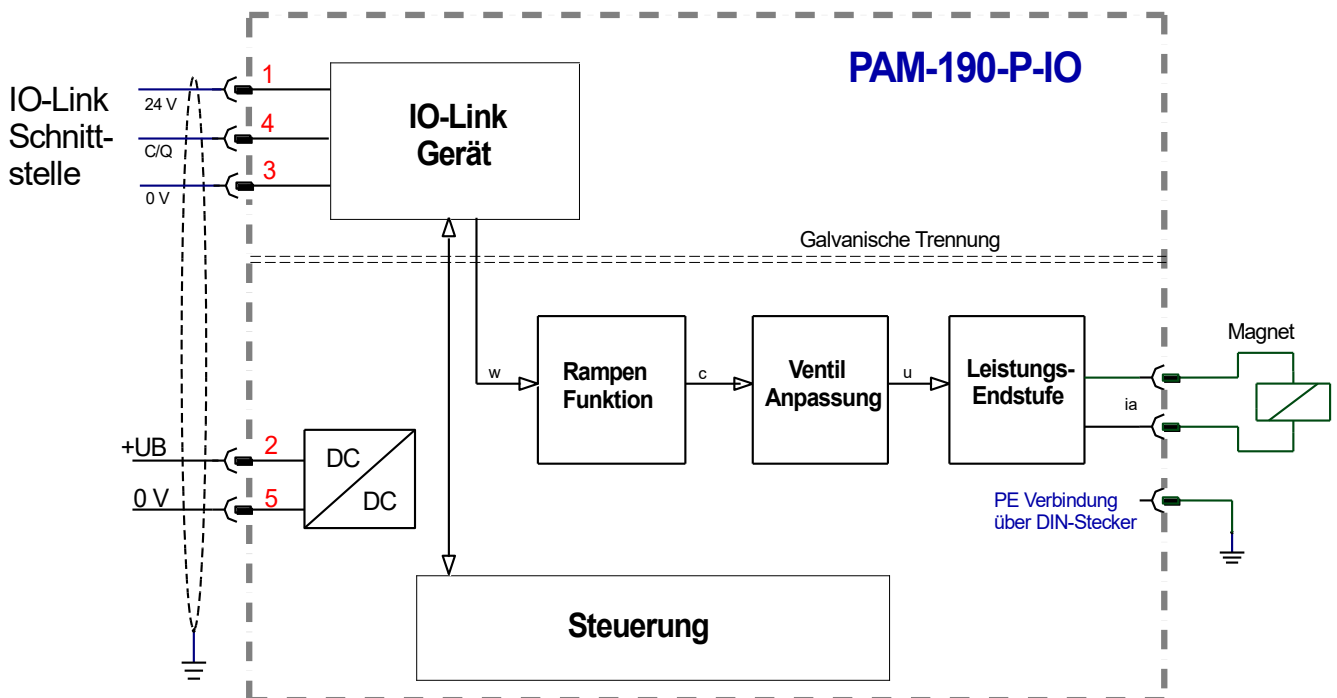 PAM-190-P-IO
IO-Link
Schnitt-
stelle
24 V
1
C/Q
4
0 V
3
IO-Link
Gerät
Galvanische Trennung
w
Rampen
Funktion
c
Ventil
Anpassung
u
Leistungs-
Endstufe
ia
Magnet
+UB
2
0 V
5
DC
DC
PE Verbindung
über DIN-Stecker
Steuerung